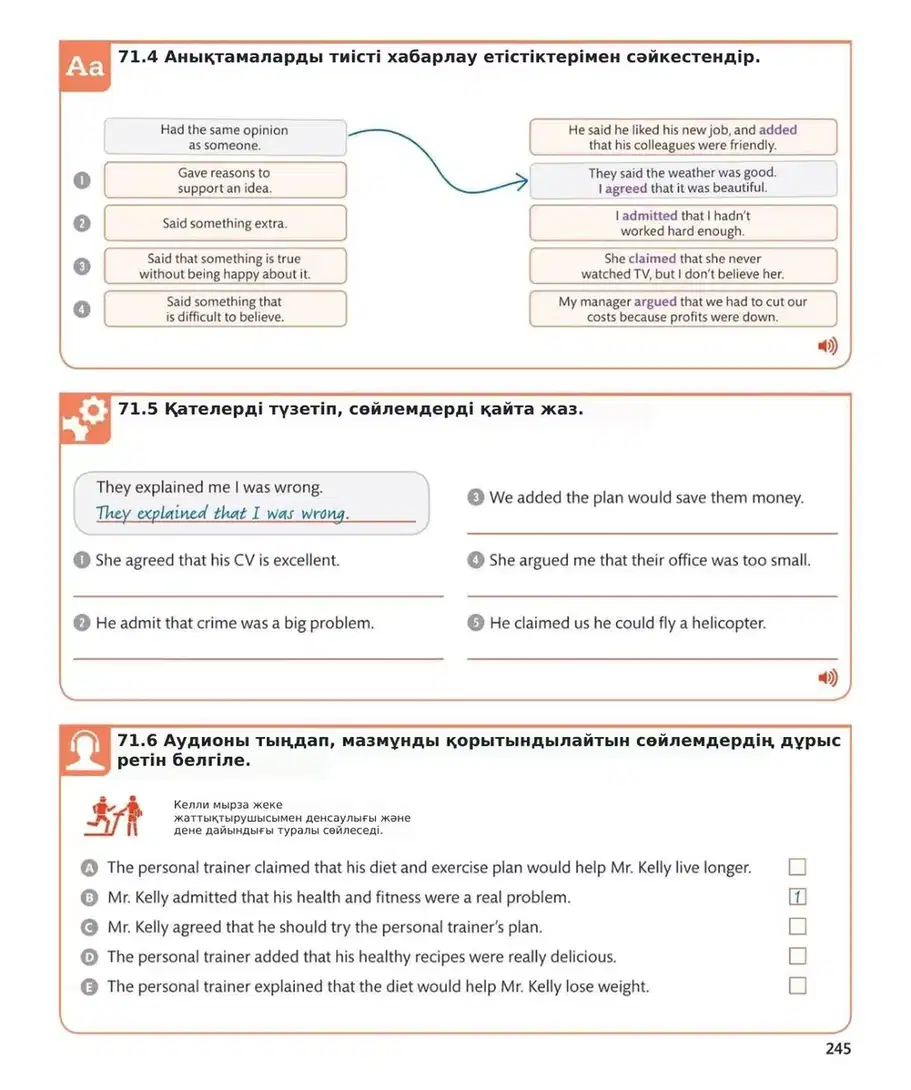 Aa
71.4 Анықтамаларды тиісті хабарлау етістіктерімен сәйкестендір.
Had the same opinion
as someone.
1 Gave reasons to
support an idea.
2 Said something extra.
3 Said that something is true
without being happy about it.
4 Said something that
is difficult to believe.
He said he liked his new job, and added
that his colleagues were friendly.
They said the weather was good.
I agreed that it was beautiful.
I admitted that I hadn't
worked hard enough.
She claimed that she never
watched TV, but I don't believe her.
My manager argued that we had to cut our
costs because profits were down.
71.5 Қателерді түзетіп, сөйлемдерді қайта жаз.
They explained me I was wrong.
They explained that I was wrong.
1 She agreed that his CV is excellent.
2 He admit that crime was a big problem.
3 We added the plan would save them money.
4 She argued me that their office was too small.
5 He claimed us he could fly a helicopter.
71.6 Аудионы тыңдап, мазмұнды қорытындылайтын сөйлемдердің дұрыс
ретін белгіле.
Келли мырза жеке
жаттықтырушысымен денсаулығы және
дене дайындығы туралы сөйлеседі.
A The personal trainer claimed that his diet and exercise plan would help Mr. Kelly live longer.
B Mr. Kelly admitted that his health and fitness were a real problem. 1
C Mr. Kelly agreed that he should try the personal trainer's plan.
D The personal trainer added that his healthy recipes were really delicious.
E The personal trainer explained that the diet would help Mr. Kelly lose weight.
245